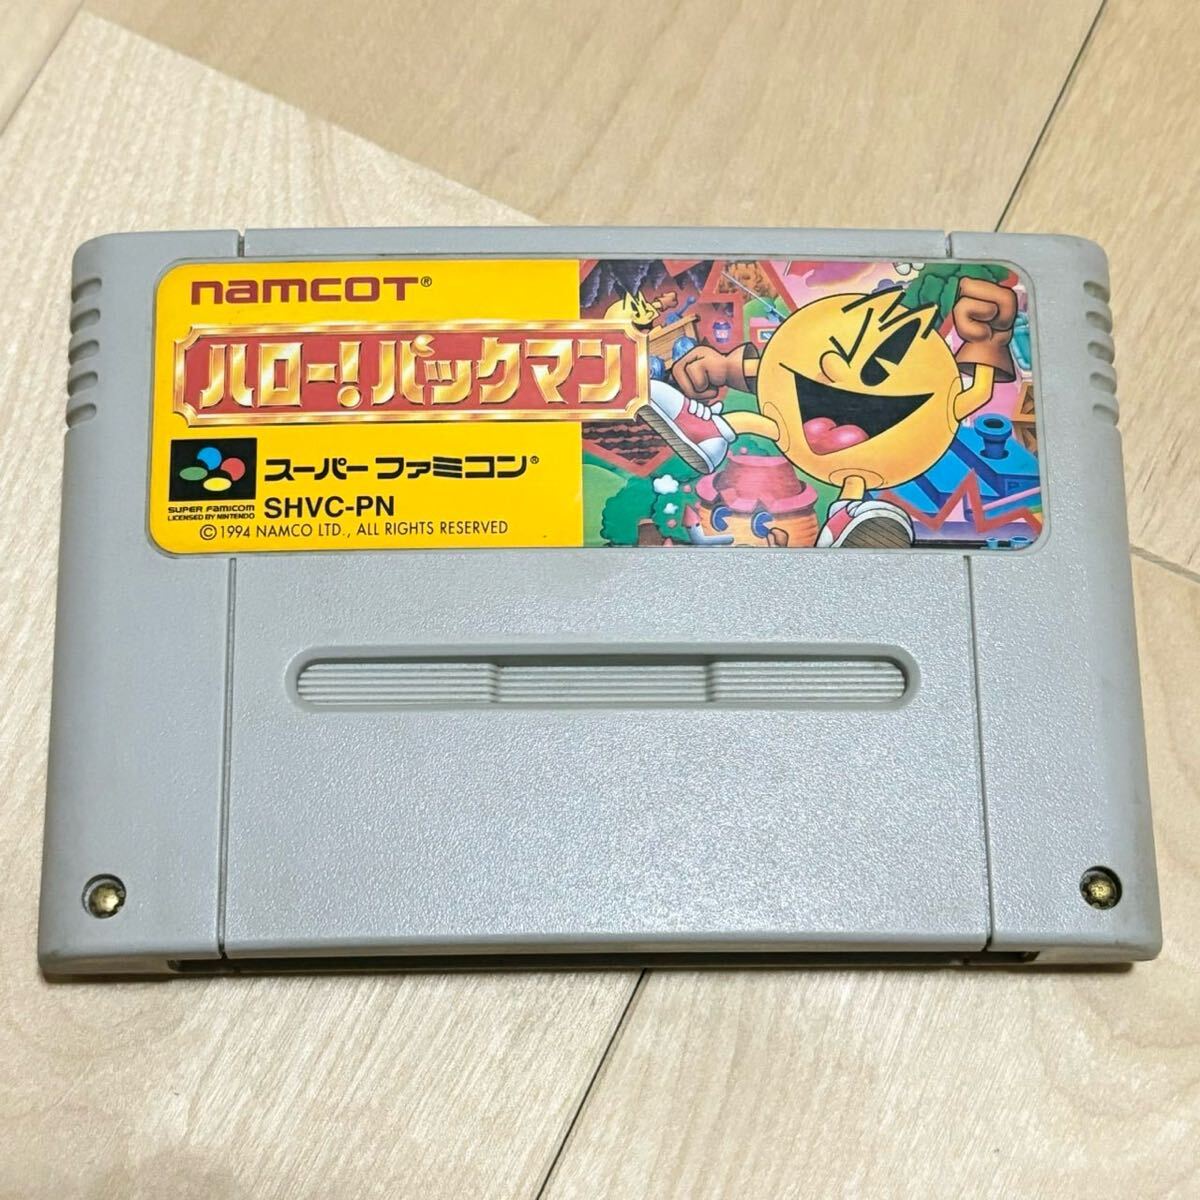 namcoT®
ハロー!パックマン
スーパーファミコン®
SUPER FAMICOM
LICENSED BY NINTENDO
SHVC-PN
©1994 NAMCO LTD., ALL RIGHTS RESERVED